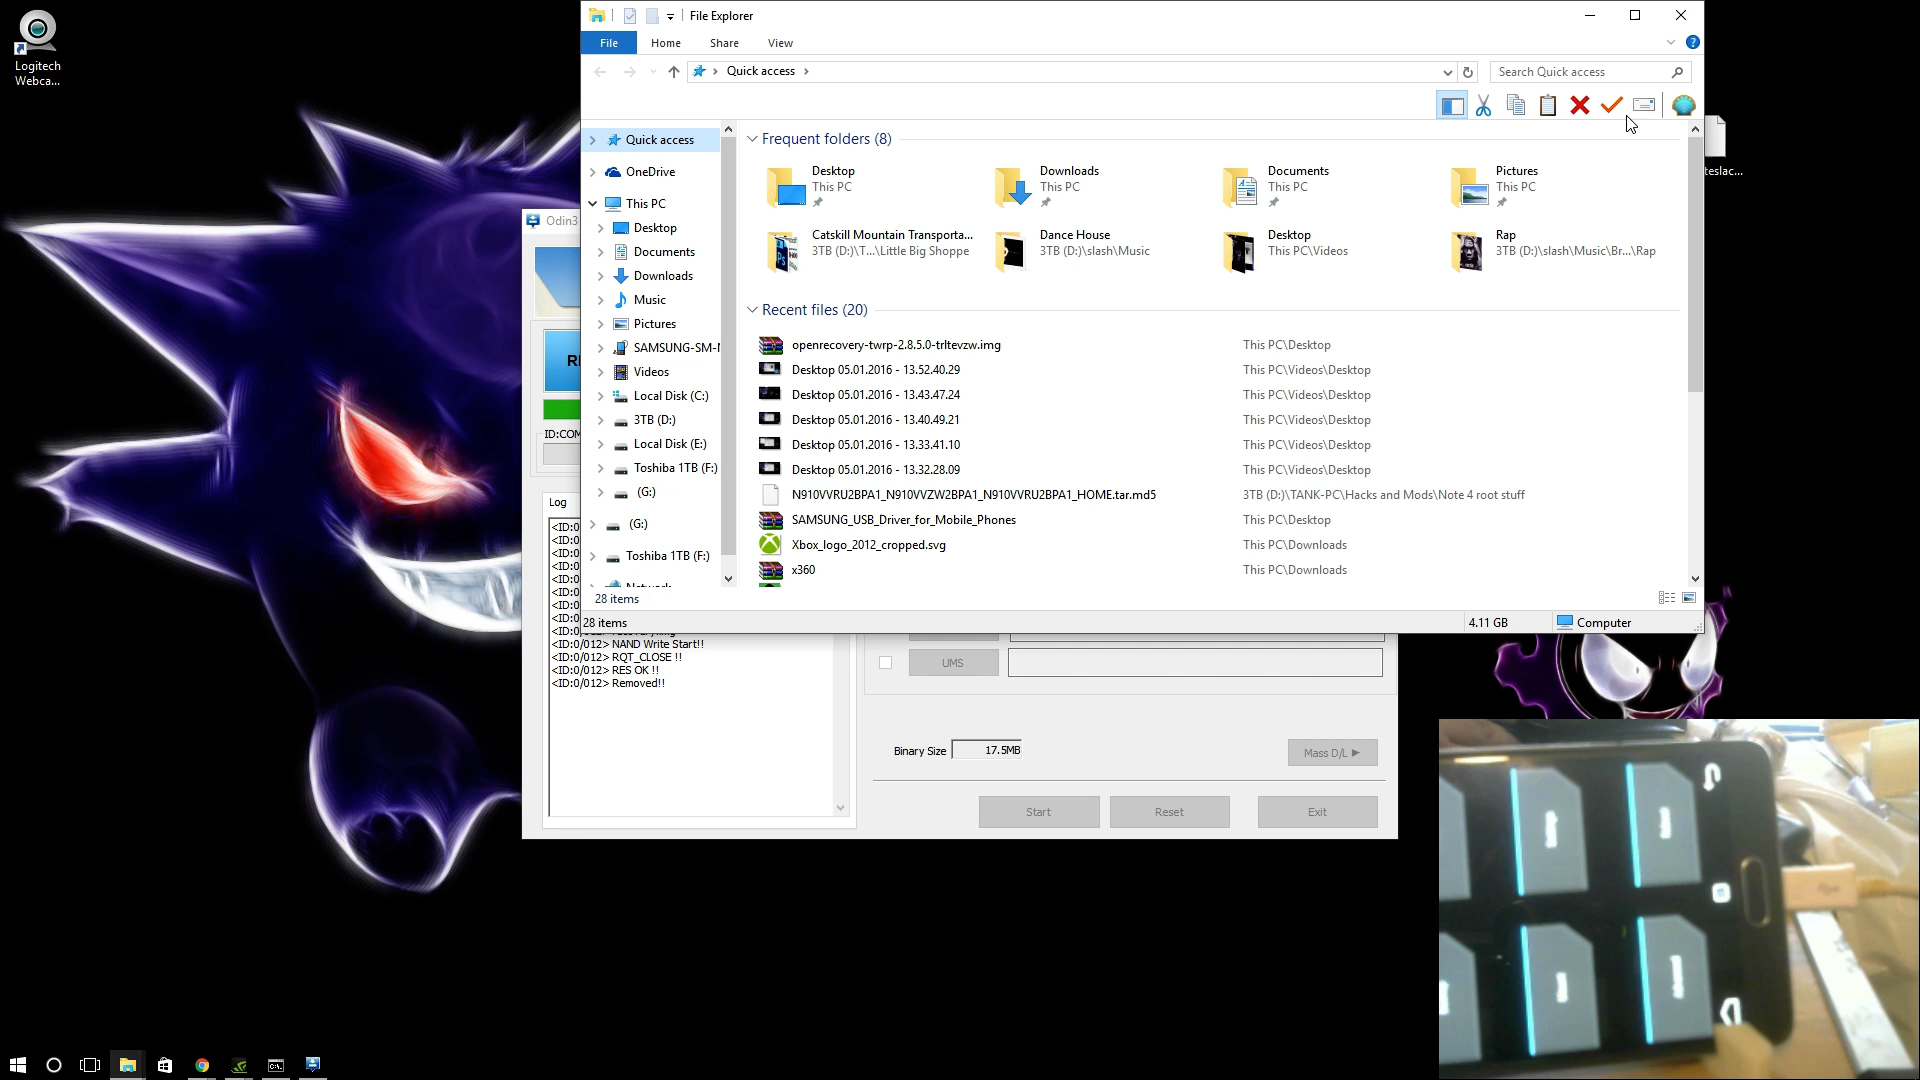 Logitech
Webca...
File Explorer
File
Home
Share
View
Quick access
Search Quick access
Quick access
OneDrive
This PC
Desktop
Documents
Downloads
Music
Pictures
SAMSUNG-SM-
Videos
Local Disk (C:)
3TB (D:)
Local Disk (E:)
Toshiba 1TB (F:)
(G:)
(G:)
Toshiba 1TB (F:)
Network
Frequent folders (8)
Desktop
This PC
Downloads
This PC
Documents
This PC
Pictures
This PC
Catskill Mountain Transporta...
3TB (D:)\T...\Little Big Shoppe
Dance House
3TB (D:)\slash\Music
Desktop
This PC\Videos
Rap
3TB (D:)\slash\Music\Br...\Rap
Recent files (20)
openrecovery-twrp-2.8.5.0-trltevzw.img This PC\Desktop
Desktop 05.01.2016 - 13.52.40.29 This PC\Videos\Desktop
Desktop 05.01.2016 - 13.43.47.24 This PC\Videos\Desktop
Desktop 05.01.2016 - 13.40.49.21 This PC\Videos\Desktop
Desktop 05.01.2016 - 13.33.41.10 This PC\Videos\Desktop
Desktop 05.01.2016 - 13.32.28.09 This PC\Videos\Desktop
N910VVRU2BPA1_N910VVZW2BPA1_N910VVRU2BPA1_HOME.tar.md5 3TB (D:)\TANK-PC\Hacks and Mods\Note 4 root stuff
SAMSUNG_USB_Driver_for_Mobile_Phones This PC\Desktop
Xbox_logo_2012_cropped.svg This PC\Downloads
x360 This PC\Downloads
28 items
28 items
4.11 GB
Computer
teslac...
Odin3
ID:COM
Log
<ID:0
<ID:0
<ID:0
<ID:0
<ID:0
<ID:0
<ID:0
<ID:0
<ID:0/012> NAND Write Start!!
<ID:0/012> RQT_CLOSE !!
<ID:0/012> RES OK !!
<ID:0/012> Removed!!
UMS
Binary Size
17.5MB
Mass D/L
Start
Reset
Exit